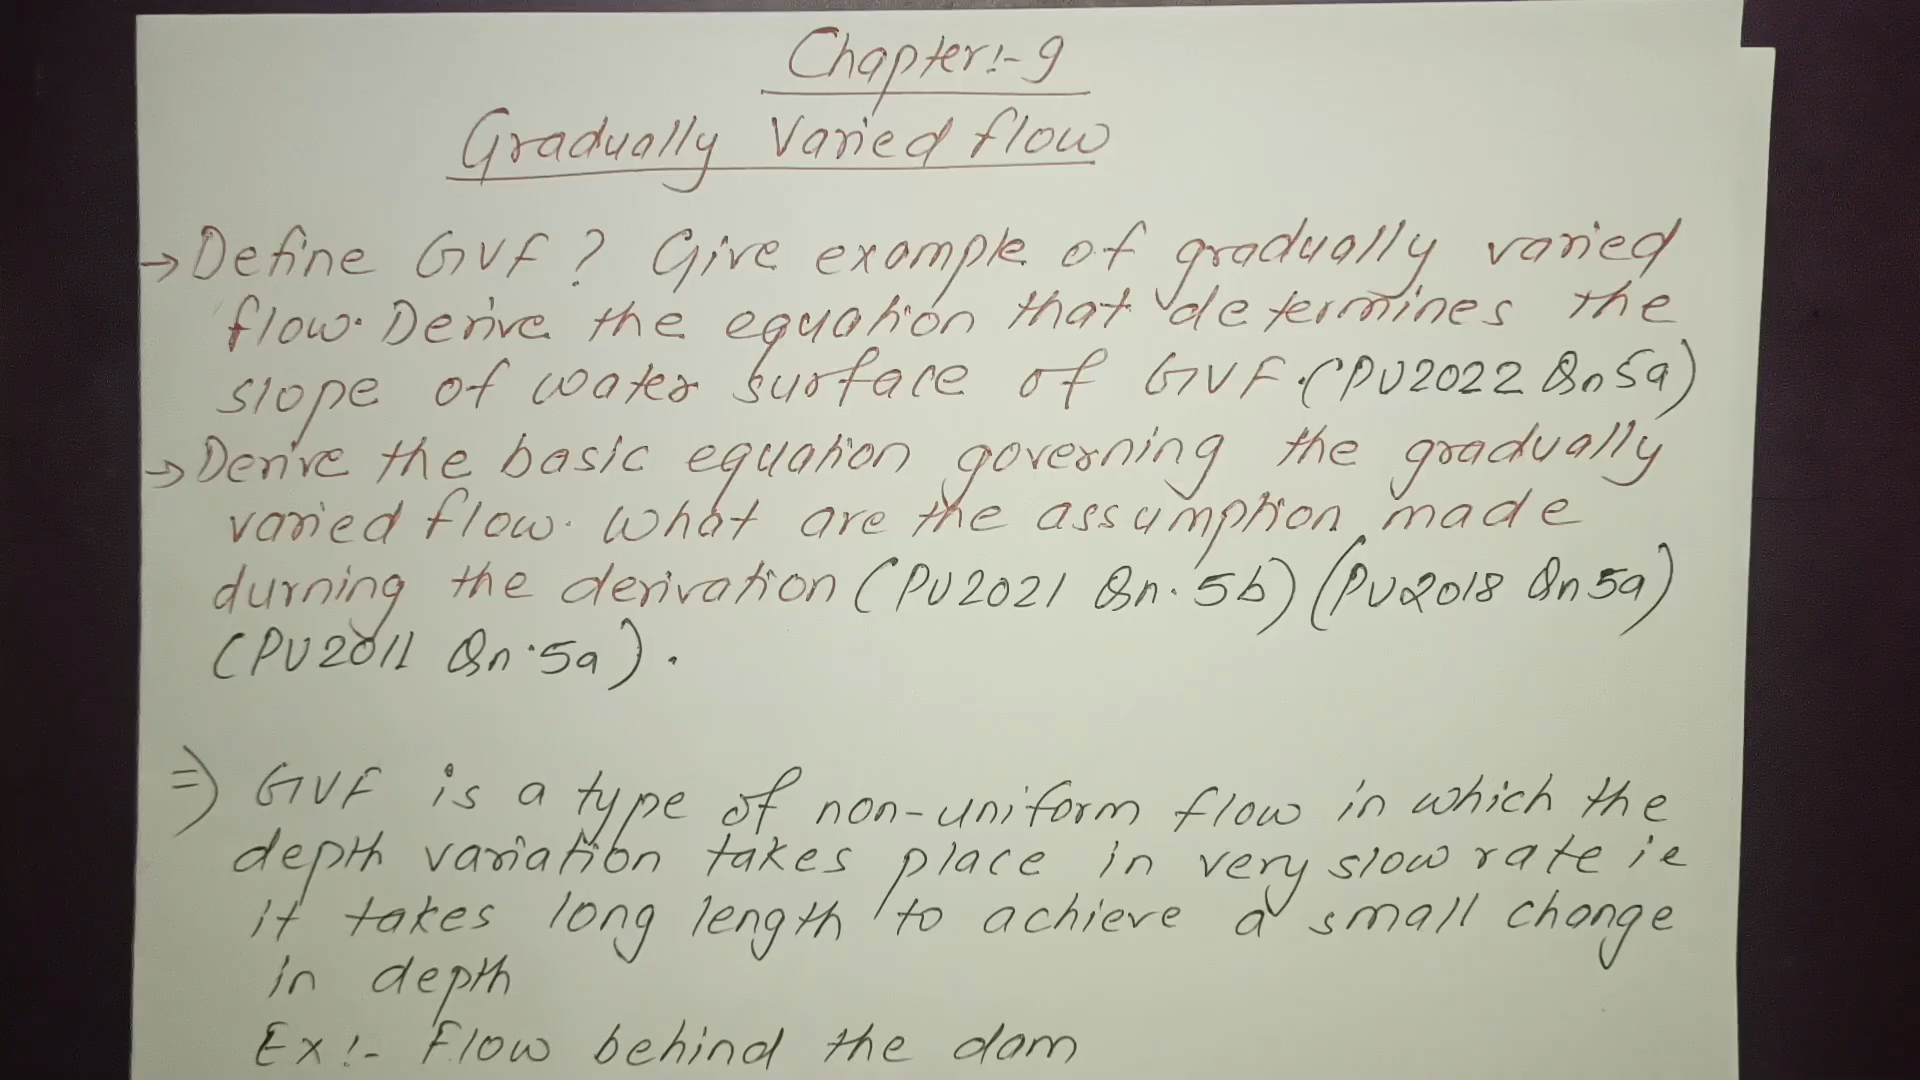 Chapter:-9
Gradually Varied flow
→ Define GVF? Give example of gradually varied
flow. Derive the equation that determines the
slope of water surface of GVF. (PU2022 Qn5a)
→ Derive the basic equation governing the gradually
varied flow. What are the assumption made
durning the derivation (PU2021 Qn.5b) (PU2018 Qn5a)
(PU2011 Qn.5a).
⇒ GVF is a type of non-uniform flow in which the
depth variation takes place in very slow rate ie
it takes long length to achieve a small change
in depth
Ex:- Flow behind the dam